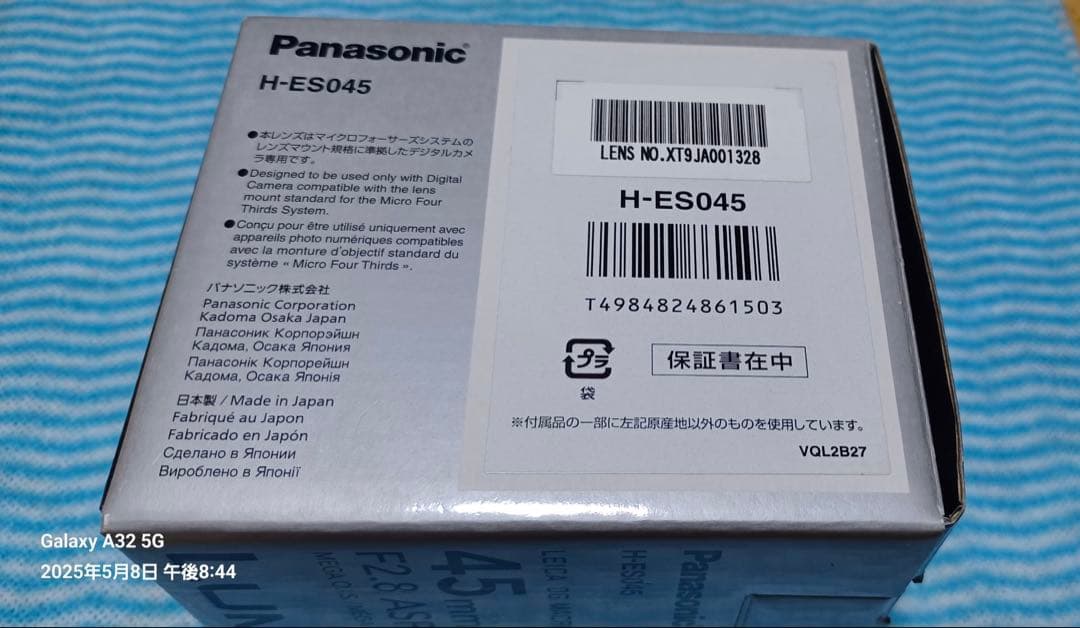 Panasonic
H-ES045
●本レンズはマイクロフォーサーズシステムの
レンズマウント規格に準拠したデジタルカメ
ラ専用です。
●Designed to be used only with Digital
Camera compatible with the lens
mount standard for the Micro Four
Thirds System.
●Conçu pour être utilisé uniquement avec
appareils photo numériques compatibles
avec la monture d'objectif standard du
système « Micro Four Thirds ».
パナソニック株式会社
Panasonic Corporation
Kadoma Osaka Japan
Панасоник Корпорэйшн
Кадома, Осака Япония
Панасонік Корпорейшн
Кадома, Осака Японія
日本製 / Made in Japan
Fabriqué au Japon
Fabricado en Japón
Сделано в Японии
Вироблено в Японії
LENS NO.XT9JA001328
H-ES045
T4984824861503
プラ
袋
保証書在中
※付属品の一部に左記原産地以外のものを使用しています。
VQL2B27
Panasonic
H-ES045
LEICA DG
45mm
F2.8
MEGA O.I.S.
Galaxy A32 5G
2025年5月8日 午後8:44